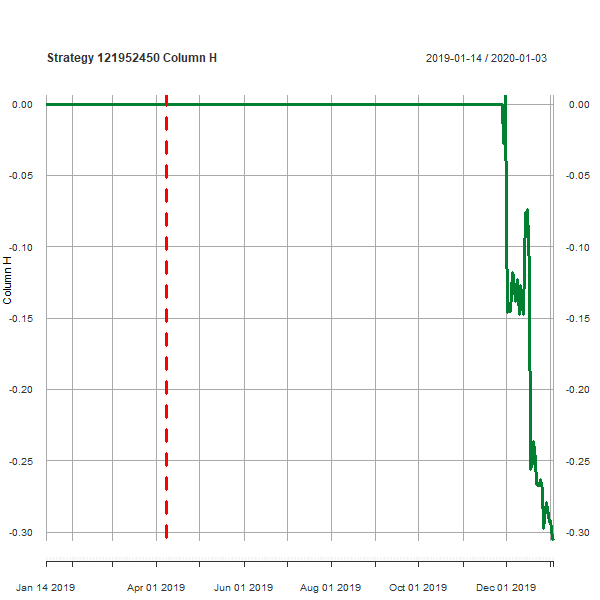 Strategy 121952450 Column H
2019-01-14 / 2020-01-03
0.00 0.00
-0.05 -0.05
-0.10 -0.10
Column H
-0.15 -0.15
-0.20 -0.20
-0.25 -0.25
-0.30 -0.30
Jan 14 2019 Apr 01 2019 Jun 01 2019 Aug 01 2019 Oct 01 2019 Dec 01 2019